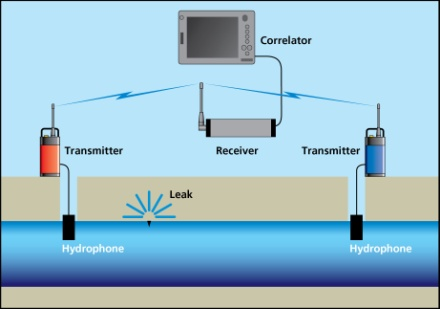 Correlator
Transmitter
Receiver
Transmitter
Leak
Hydrophone
Hydrophone